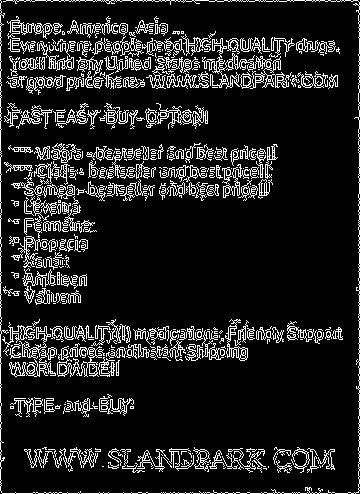 Europe, America, Asia ...
Everywhere people need HIGH-QUALITY drugs.
You'll find any United States medication
at good price here - WWW.SLANDPARK.COM
FAST EASY -BUY- OPTION!
*** Viagra - bestseller and best price!!!
*** Cialis - bestseller and best price!!!
** Soma - bestseller and best price!!!
* Levitra
* Female
* Propecia
* Xanax
* Ambien
* Valium
HIGH-QUALITY(!) medications, Friendly Support
Cheap prices and Instant Shipping
WORLDWIDE!!!
-TYPE- and -BUY-
WWW.SLANDPARK.COM